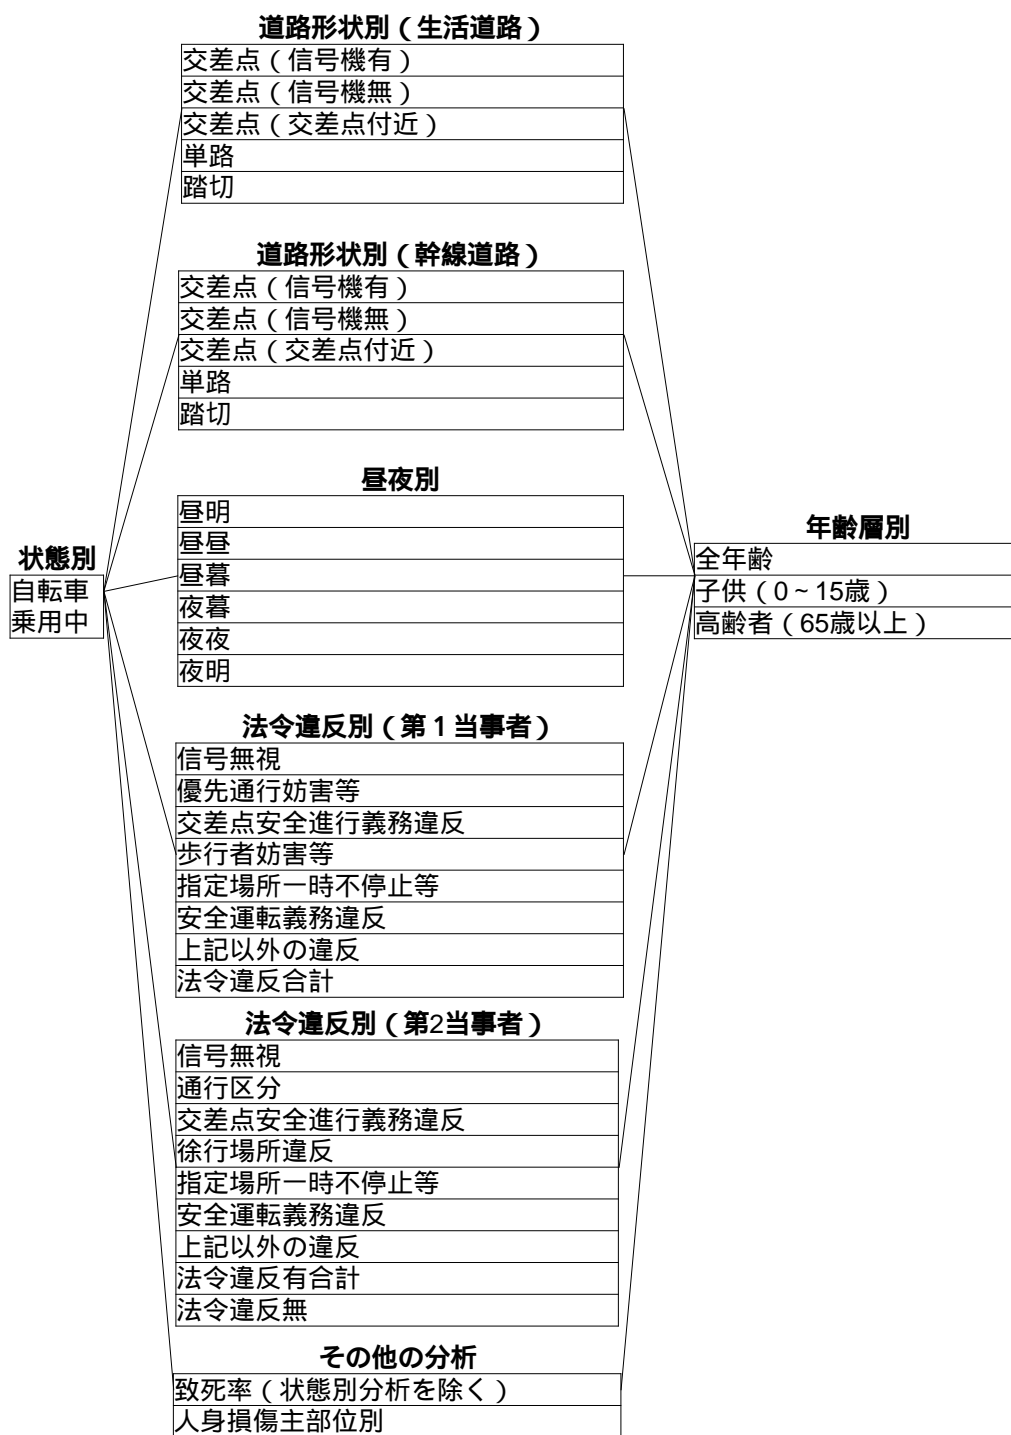 道路形状別（生活道路）
交差点（信号機有）
交差点（信号機無）
交差点（交差点付近）
単路
踏切
道路形状別（幹線道路）
交差点（信号機有）
交差点（信号機無）
交差点（交差点付近）
単路
踏切
昼夜別
昼明
昼昼
昼暮
夜暮
夜夜
夜明
状態別
自転車
乗用中
年齢層別
全年齢
子供（0～15歳）
高齢者（65歳以上）
法令違反別（第１当事者）
信号無視
優先通行妨害等
交差点安全進行義務違反
歩行者妨害等
指定場所一時不停止等
安全運転義務違反
上記以外の違反
法令違反合計
法令違反別（第2当事者）
信号無視
通行区分
交差点安全進行義務違反
徐行場所違反
指定場所一時不停止等
安全運転義務違反
上記以外の違反
法令違反有合計
法令違反無
その他の分析
致死率（状態別分析を除く）
人身損傷主部位別